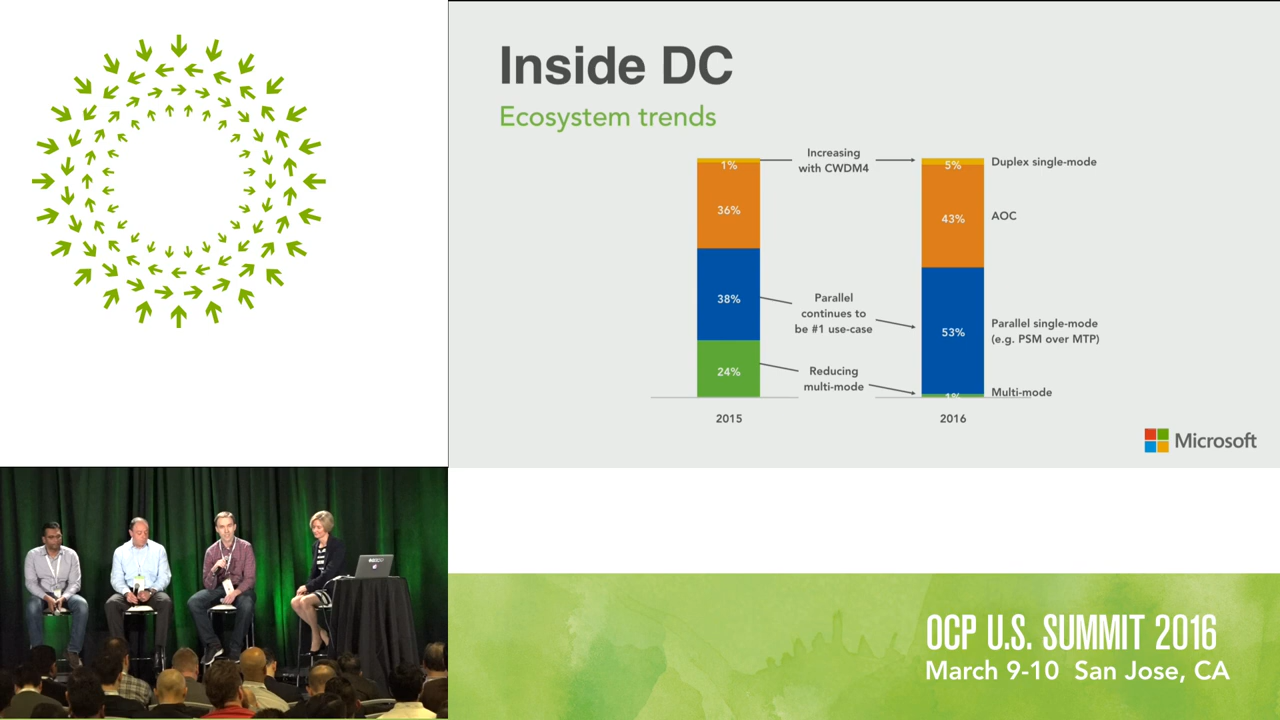 Inside DC
Ecosystem trends
Increasing
with CWDM4
1%
5%
Duplex single-mode
36%
43%
AOC
38%
Parallel
continues to
be #1 use-case
53%
Parallel single-mode
(e.g. PSM over MTP)
24%
Reducing
multi-mode
1%
Multi-mode
2015
2016
Microsoft
OCP U.S. SUMMIT 2016
March 9-10 San Jose, CA